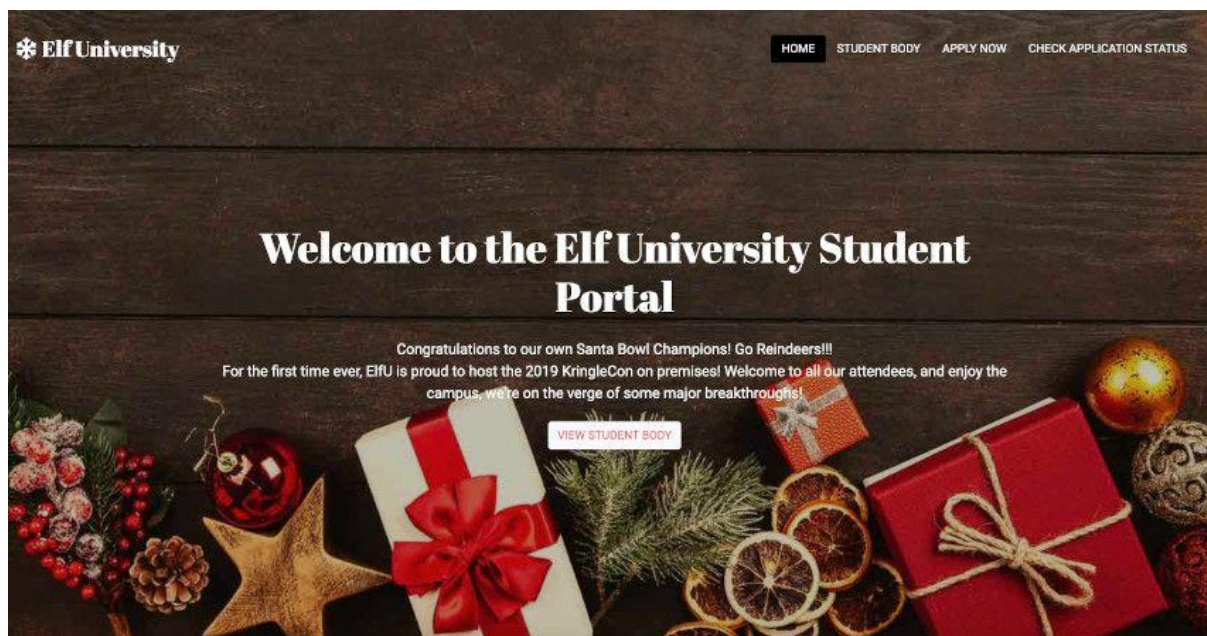 Elf University
HOME STUDENT BODY APPLY NOW CHECK APPLICATION STATUS
Welcome to the Elf University Student
Portal
Congratulations to our own Santa Bowl Champions! Go Reindeers!!!
For the first time ever, ElfU is proud to host the 2019 KringleCon on premises! Welcome to all our attendees, and enjoy the
campus, we're on the verge of some major breakthroughs!
VIEW STUDENT BODY